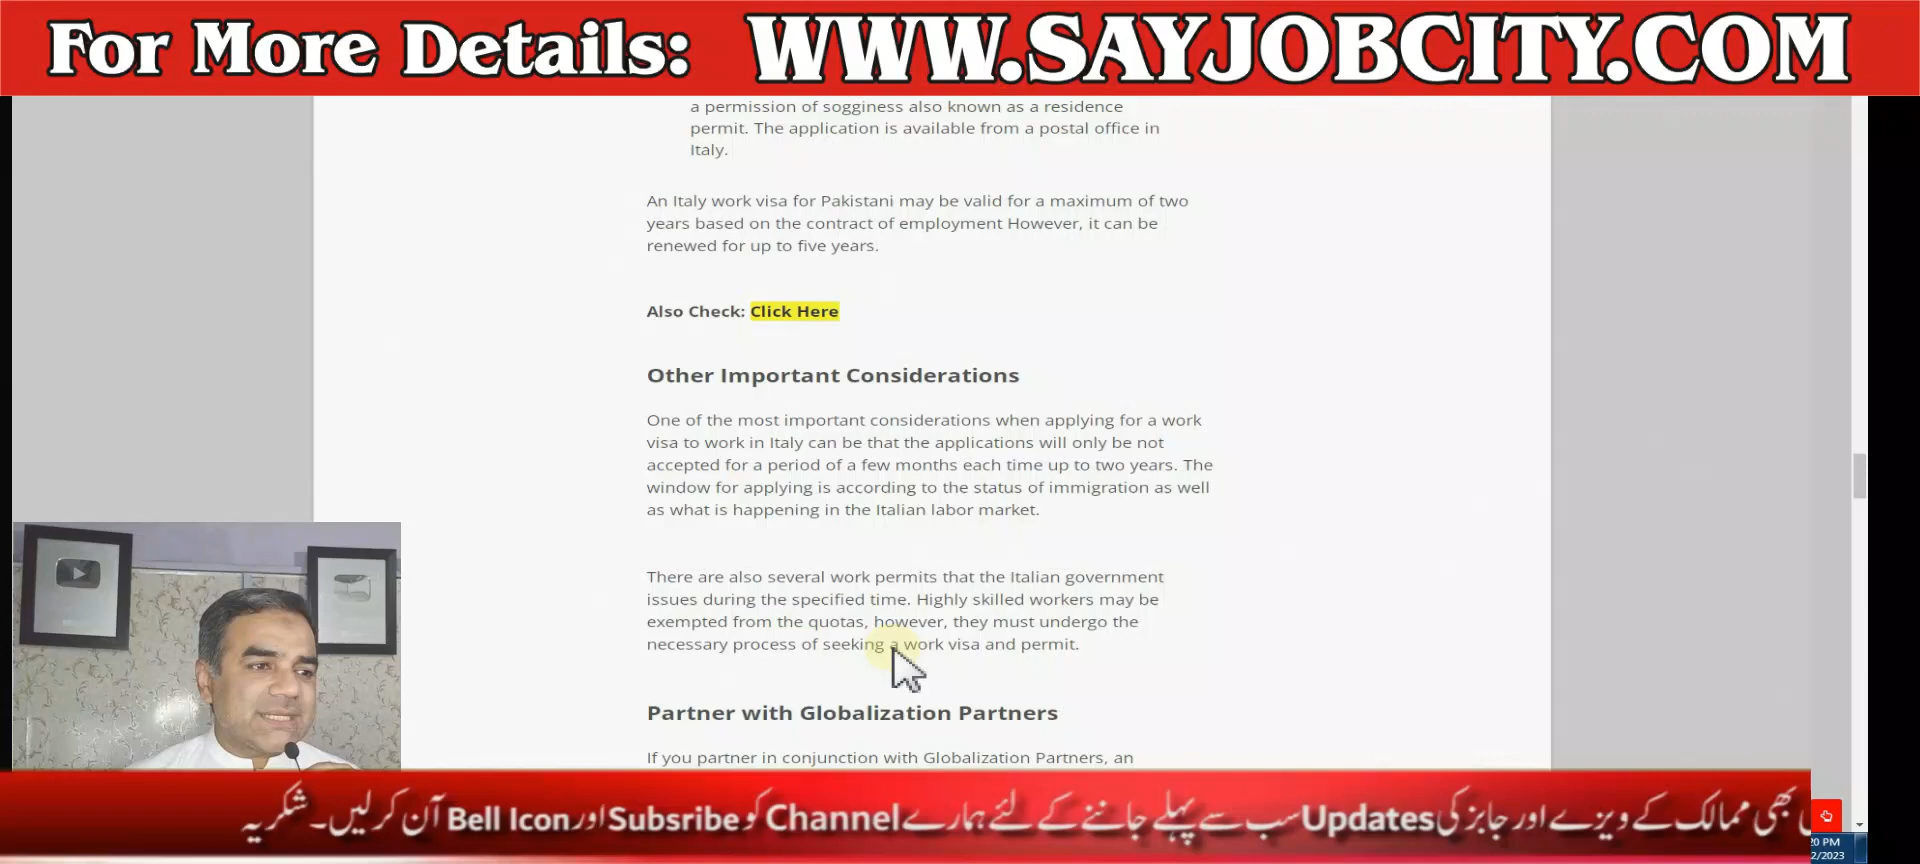 For More Details: WWW.SAYJOBCITY.COM
a permission of sogginess also known as a residence
permit. The application is available from a postal office in
Italy.
An Italy work visa for Pakistani may be valid for a maximum of two
years based on the contract of employment However, it can be
renewed for up to five years.
Also Check: Click Here
Other Important Considerations
One of the most important considerations when applying for a work
visa to work in Italy can be that the applications will only be not
accepted for a period of a few months each time up to two years. The
window for applying is according to the status of immigration as well
as what is happening in the Italian labor market.
There are also several work permits that the Italian government
issues during the specified time. Highly skilled workers may be
exempted from the quotas, however, they must undergo the
necessary process of seeking a work visa and permit.
Partner with Globalization Partners
If you partner in conjunction with Globalization Partners, an
بھی ممالک کے ویزے اور جابز کی Updates سب سے پہلے جاننے کے لئے ہمارے Channel کو Subsribe اور Bell Icon آن کر لیں۔ شکریہ
20 PM
2/2023